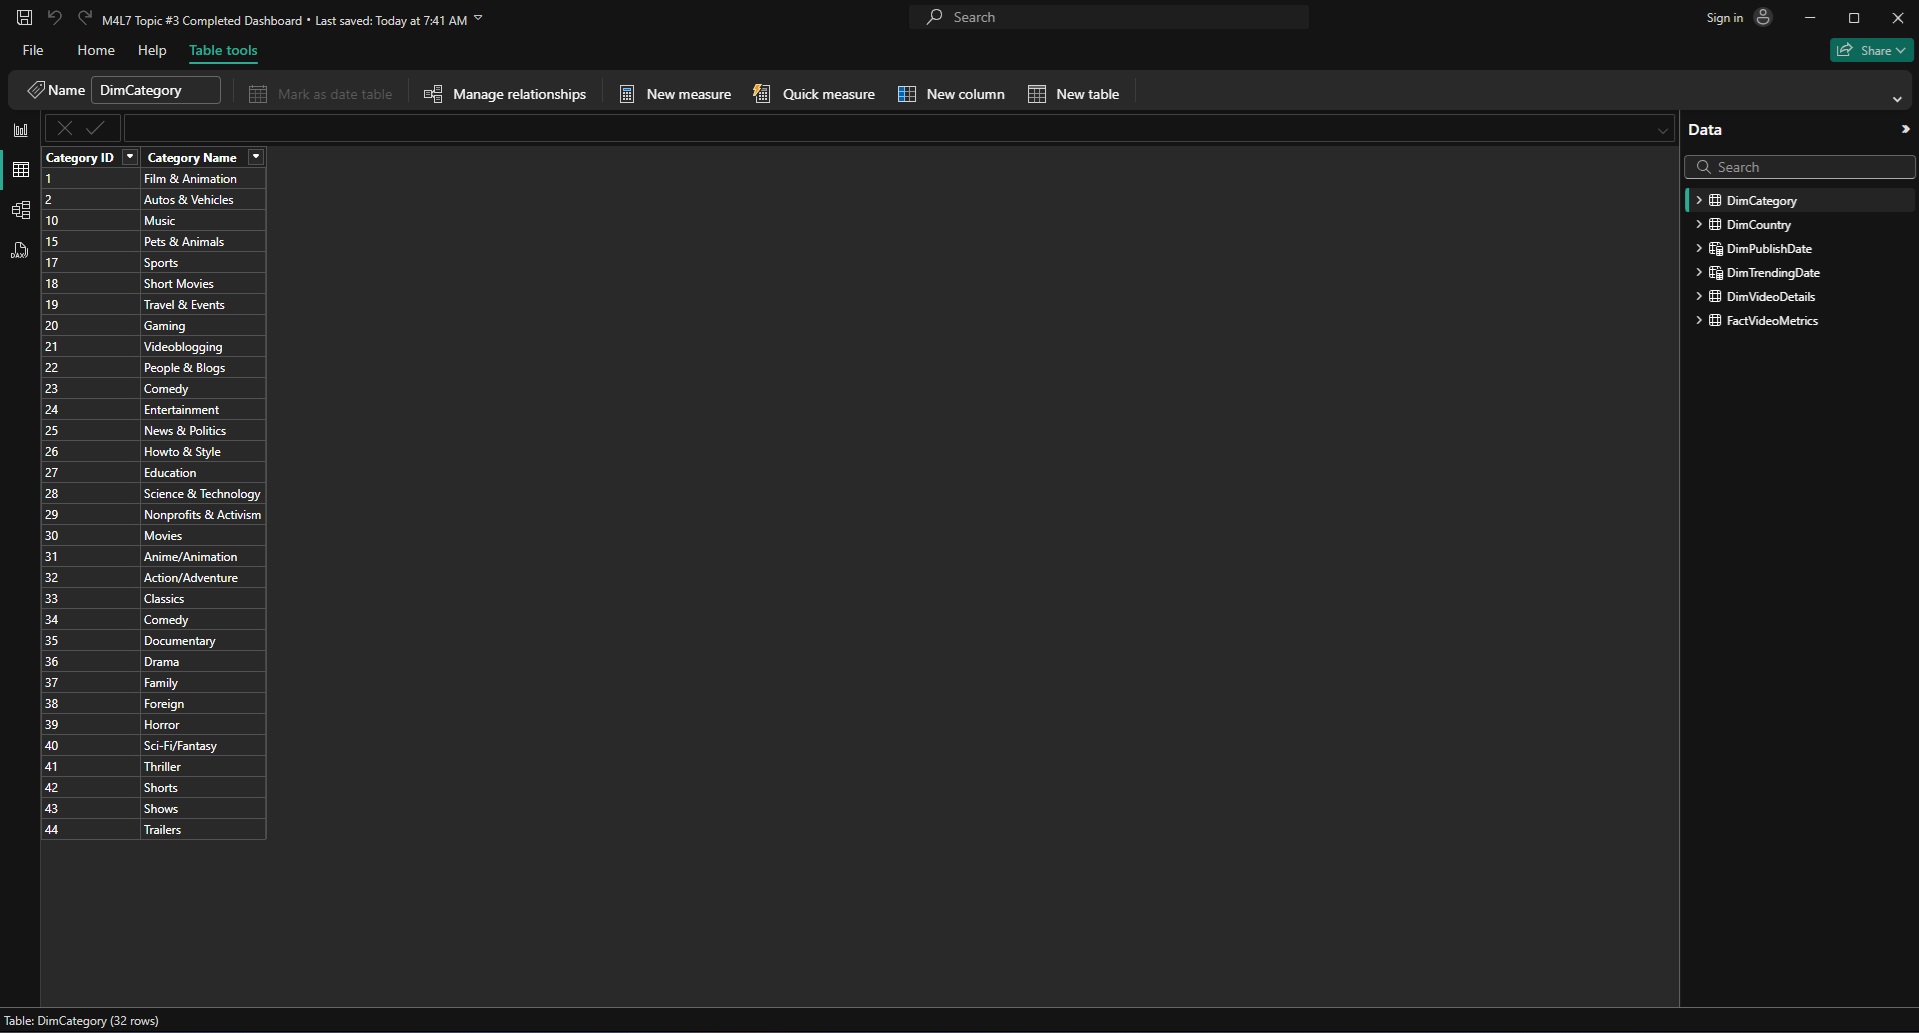 M4L7 Topic #3 Completed Dashboard • Last saved: Today at 7:41 AM
Search
Sign in
File Home Help Table tools
Share
Name DimCategory Mark as date table Manage relationships New measure Quick measure New column New table
Data
Search
DimCategory
DimCountry
DimPublishDate
DimTrendingDate
DimVideoDetails
FactVideoMetrics
DAX
Category ID Category Name
1 Film & Animation
2 Autos & Vehicles
10 Music
15 Pets & Animals
17 Sports
18 Short Movies
19 Travel & Events
20 Gaming
21 Videoblogging
22 People & Blogs
23 Comedy
24 Entertainment
25 News & Politics
26 Howto & Style
27 Education
28 Science & Technology
29 Nonprofits & Activism
30 Movies
31 Anime/Animation
32 Action/Adventure
33 Classics
34 Comedy
35 Documentary
36 Drama
37 Family
38 Foreign
39 Horror
40 Sci-Fi/Fantasy
41 Thriller
42 Shorts
43 Shows
44 Trailers
Table: DimCategory (32 rows)